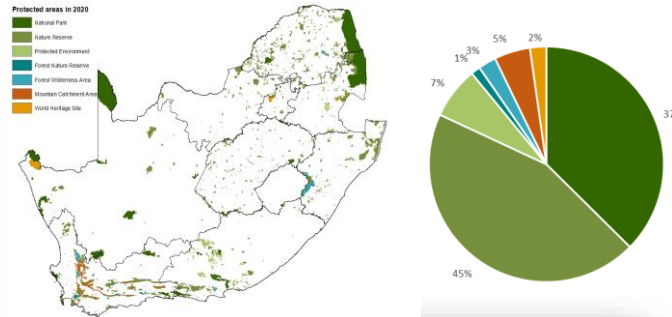 Protected areas in 2020
National Park
Nature Reserve
Protected Environment
Forest Nature Reserve
Forest Wilderness Area
Mountain Catchment Area
World Heritage Site
2%
5%
3%
1%
7%
37
45%